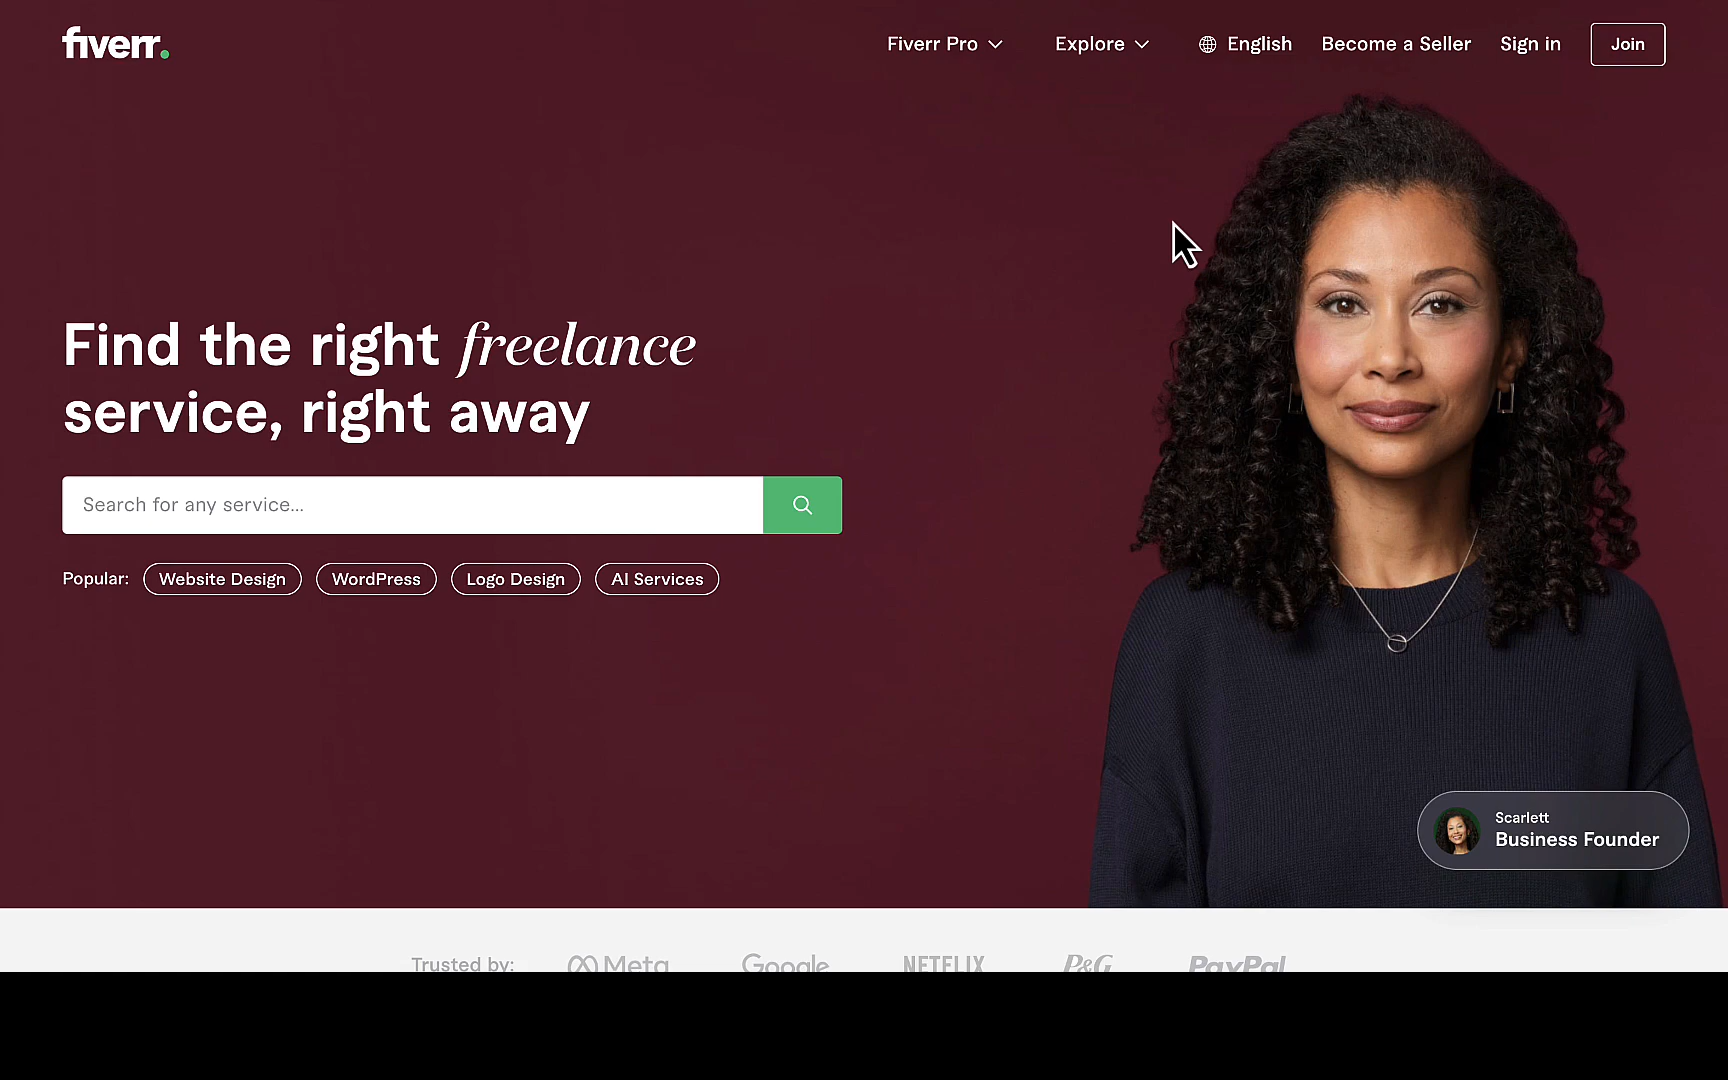 fiverr.
Fiverr Pro
Explore
English
Become a Seller
Sign in
Join
Find the right freelance
service, right away
Search for any service...
Popular:
Website Design
WordPress
Logo Design
AI Services
Scarlett
Business Founder
Trusted by:
Meta
Google
NETFLIX
P&G
PayPal